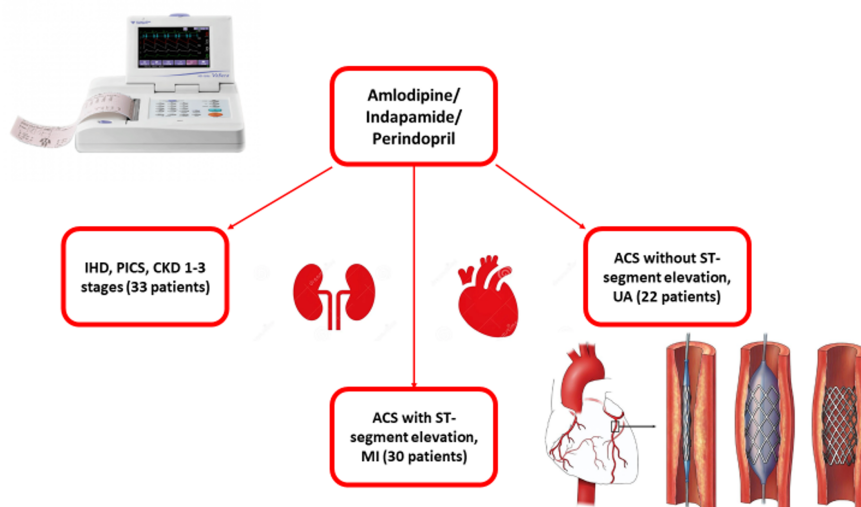 Amlodipine/
Indapamide/
Perindopril
IHD, PICS, CKD 1-3
stages (33 patients)
ACS without ST-
segment elevation,
UA (22 patients)
ACS with ST-
segment elevation,
MI (30 patients)